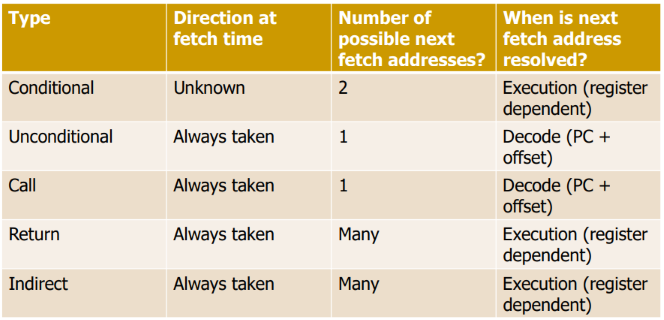 Type
Direction at
fetch time
Number of
possible next
fetch addresses?
When is next
fetch address
resolved?
Conditional
Unknown
2
Execution (register
dependent)
Unconditional
Always taken
1
Decode (PC +
offset)
Call
Always taken
1
Decode (PC +
offset)
Return
Always taken
Many
Execution (register
dependent)
Indirect
Always taken
Many
Execution (register
dependent)